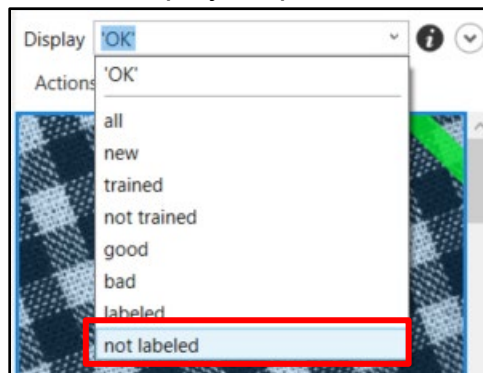 Display 'OK'
Actions
'OK'
all
new
trained
not trained
good
bad
labeled
not labeled